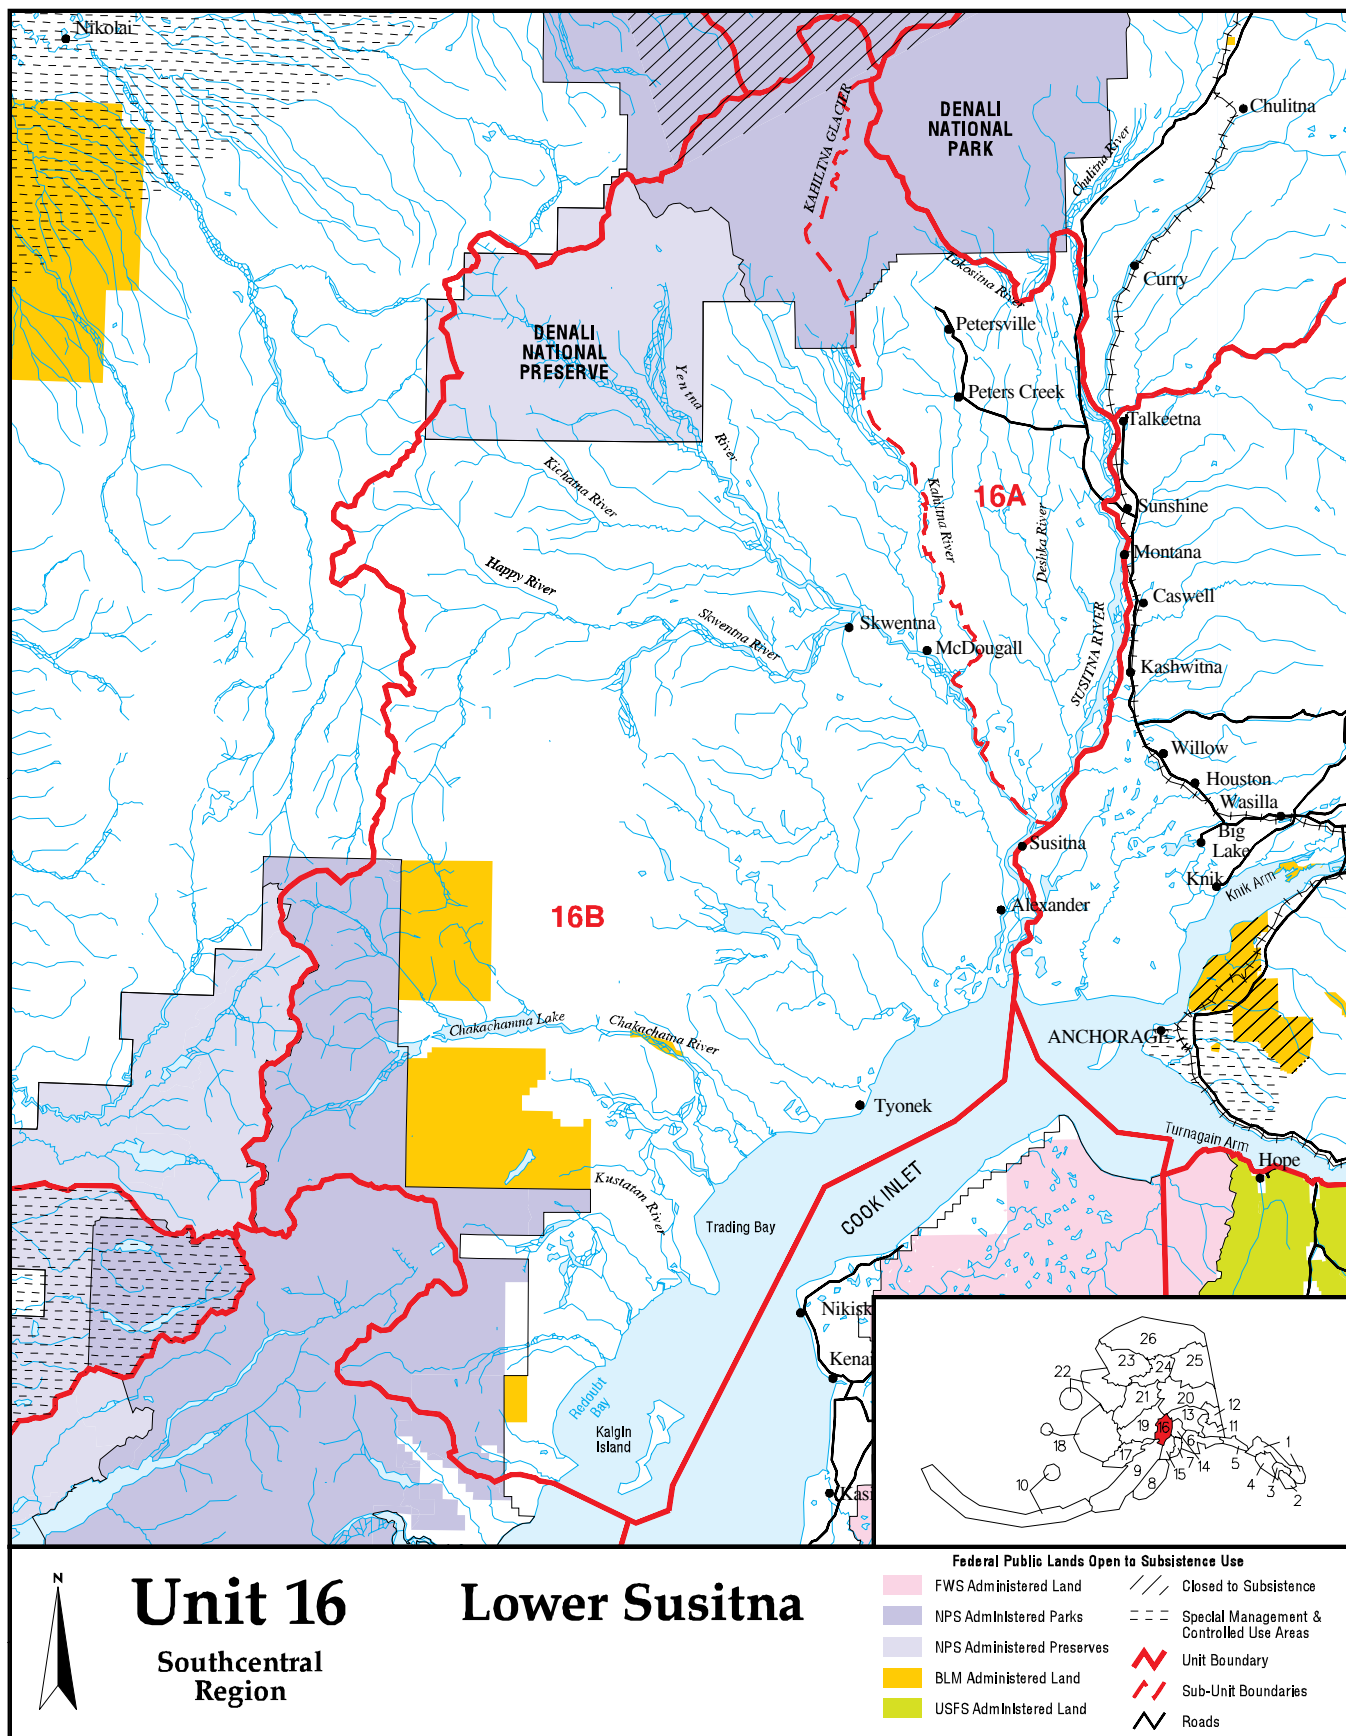 Nikolai
KAHILTNA GLACIER
DENALI
NATIONAL
PARK
Chulitna River
Chulitna
Tokositna River
Curry
Petersville
DENALI
NATIONAL
PRESERVE
Yentna
River
Peters Creek
Talkeetna
Kichatna River
Kahiltna River
16A
Deshka River
Sunshine
Montana
Happy River
Skwentna River
Skwentna
McDougall
SUSITNA RIVER
Caswell
Kashwitna
Willow
Houston
Wasilla
Big
Lake
Susitna
Knik
Knik Arm
Alexander
16B
Chakachamna Lake
Chakachatna River
ANCHORAGE
Tyonek
Turnagain Arm
Hope
Kustatan River
Trading Bay
COOK INLET
Nikisk
Kenai
Redoubt
Bay
Kalgin
Island
Kasi
26
23
24
25
22
21
20
12
19
16
13
11
18
17
6
1
10
9
8
15
7
14
5
4
3
2
N
Unit 16
Southcentral
Region
Lower Susitna
Federal Public Lands Open to Subsistence Use
FWS Administered Land
NPS Administered Parks
NPS Administered Preserves
BLM Administered Land
USFS Administered Land
Closed to Subsistence
Special Management &
Controlled Use Areas
Unit Boundary
Sub-Unit Boundaries
Roads